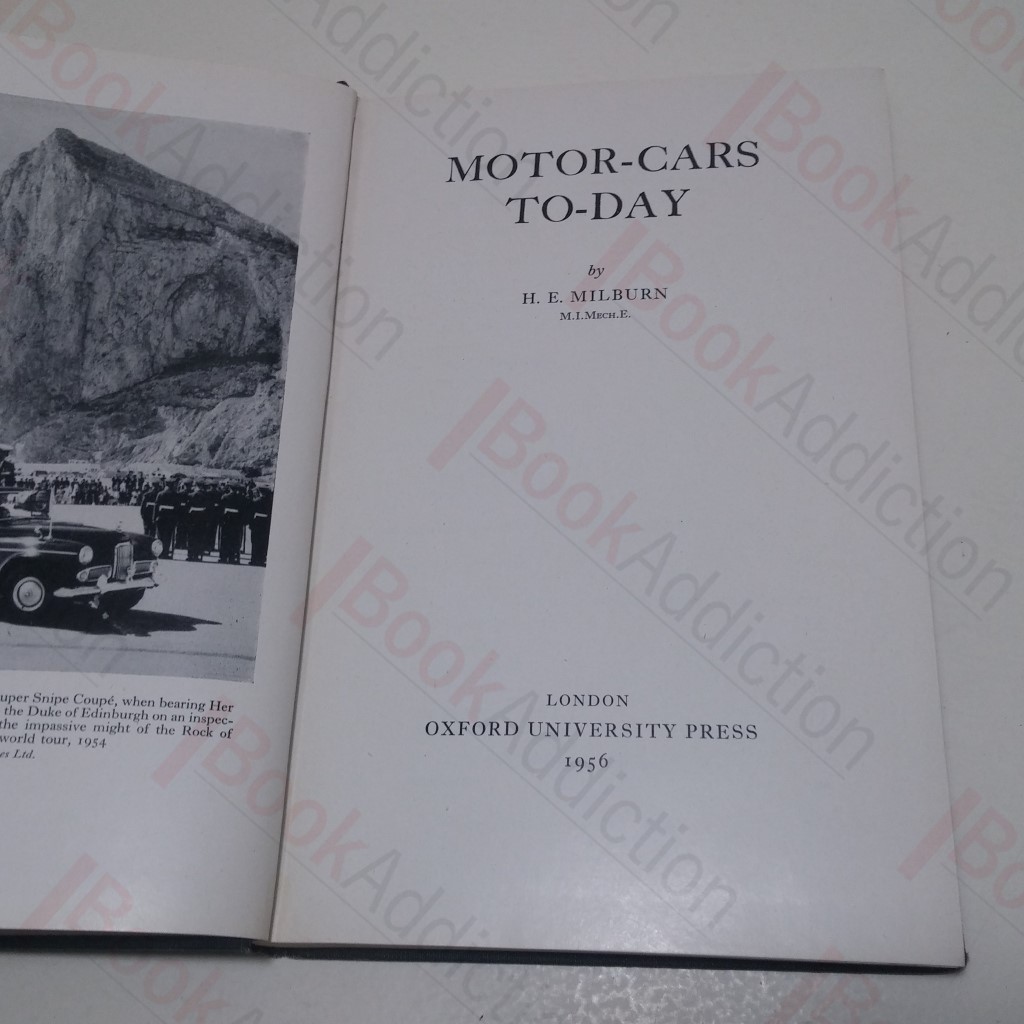 uper Snipe Coupé, when bearing Her
the Duke of Edinburgh on an inspec-
the impassive might of the Rock of
world tour, 1954
es Ltd.
MOTOR-CARS
TO-DAY
by
H. E. MILBURN
M.I.Mech.E.
LONDON
OXFORD UNIVERSITY PRESS
1956
BookAddiction